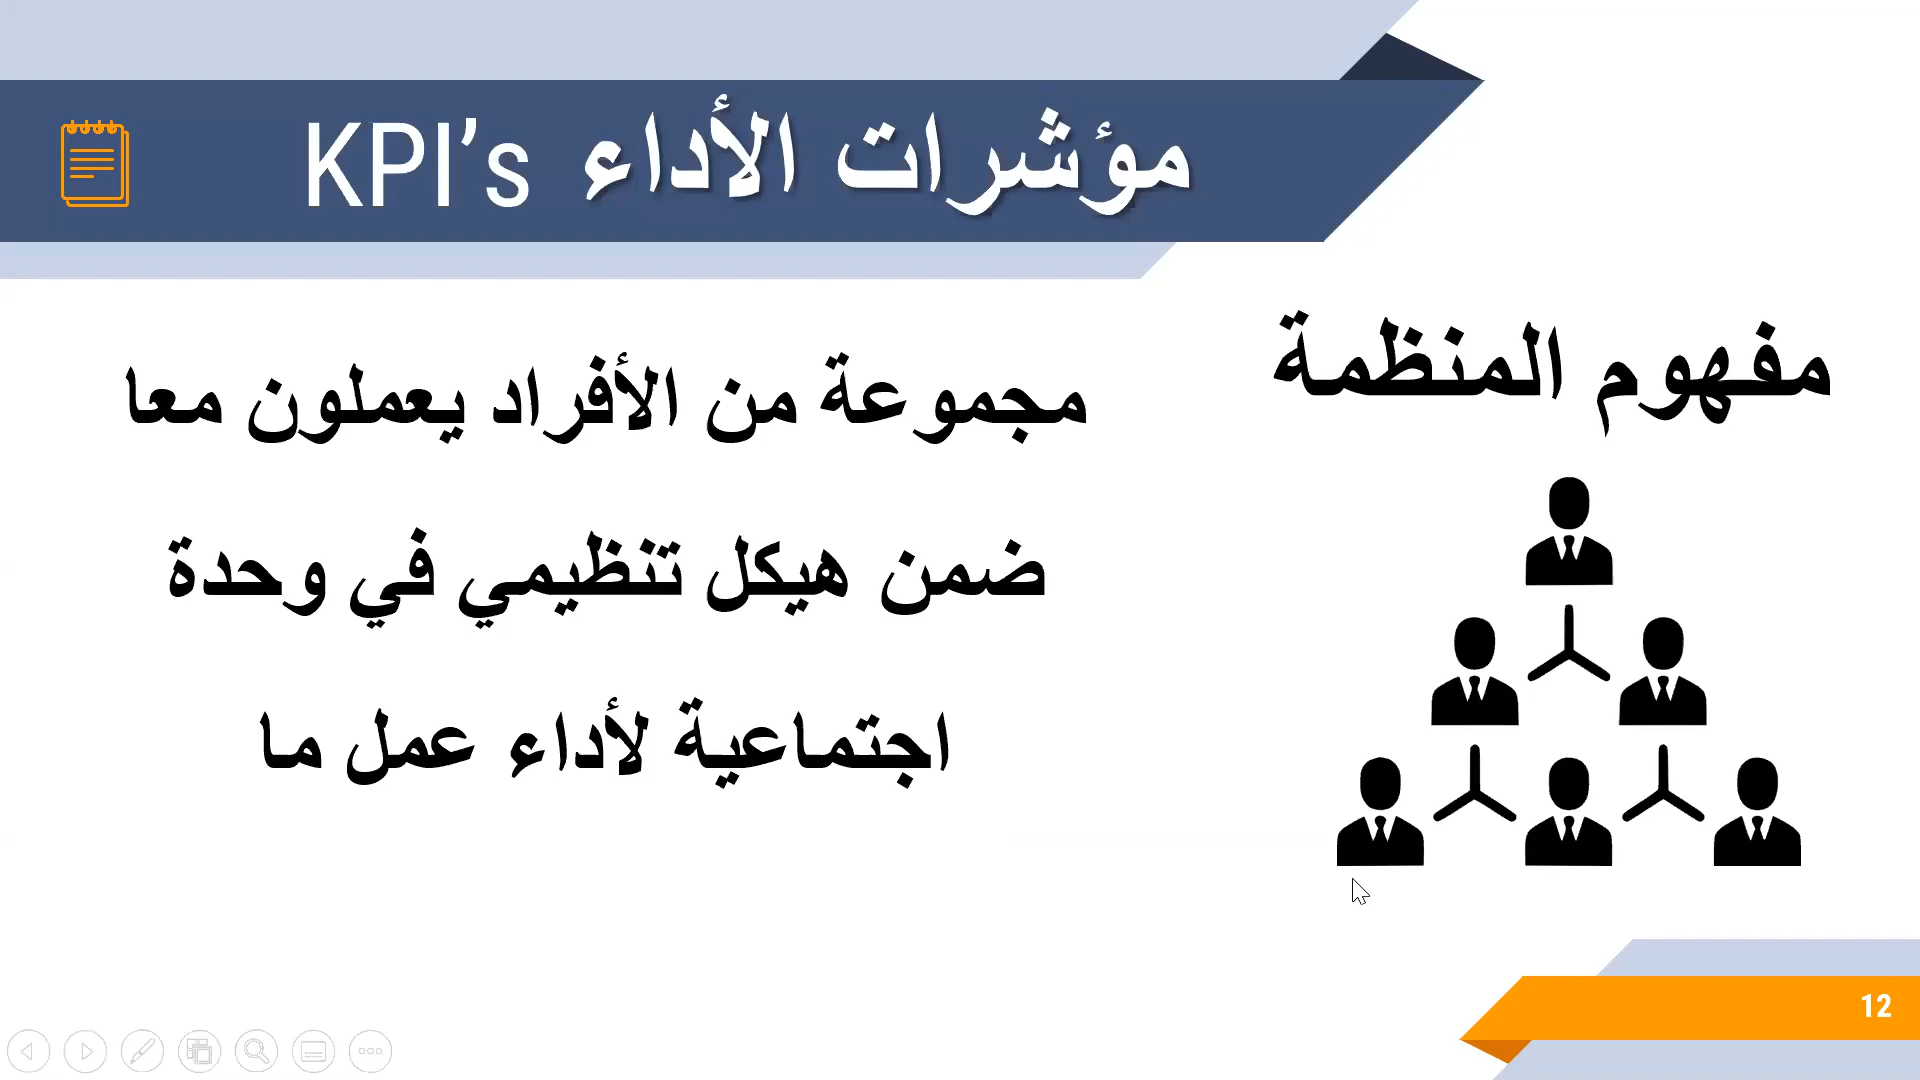 مؤشرات الأداء KPI’s
مفهوم المنظمة
مجموعة من الأفراد يعملون معا
ضمن هيكل تنظيمي في وحدة
اجتماعية لأداء عمل ما
12